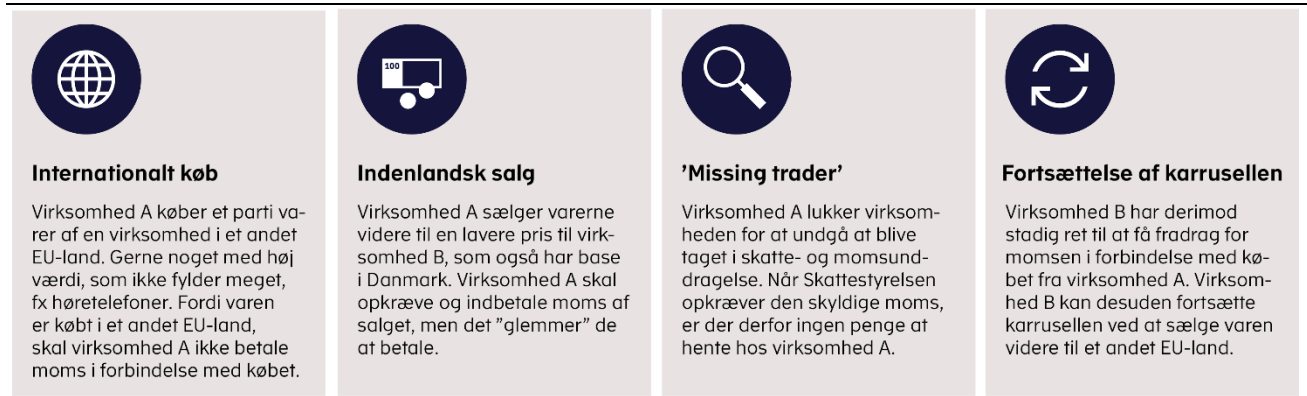 Internationalt køb
Virksomhed A køber et parti va-
rer af en virksomhed i et andet
EU-land. Gerne noget med høj
værdi, som ikke fylder meget,
fx høretelefoner. Fordi varen
er købt i et andet EU-land,
skal virksomhed A ikke betale
moms i forbindelse med købet.
100
Indenlandsk salg
Virksomhed A sælger varerne
videre til en lavere pris til virk-
somhed B, som også har base
i Danmark. Virksomhed A skal
opkræve og indbetale moms af
salget, men det ”glemmer” de
at betale.
’Missing trader’
Virksomhed A lukker virksom-
heden for at undgå at blive
taget i skatte- og momsund-
dragelse. Når Skattestyrelsen
opkræver den skyldige moms,
er der derfor ingen penge at
hente hos virksomhed A.
Fortsættelse af karrusellen
Virksomhed B har derimod
stadig ret til at få fradrag for
momsen i forbindelse med kø-
bet fra virksomhed A. Virksom-
hed B kan desuden fortsætte
karrusellen ved at sælge varen
videre til et andet EU-land.